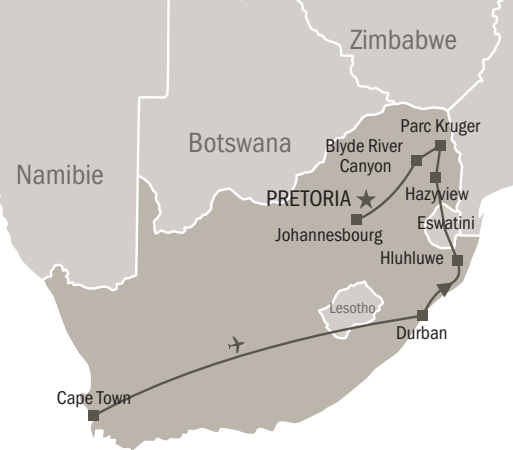 Zimbabwe
Parc Kruger
Botswana
Blyde River
Canyon
Namibie
Hazyview
PRETORIA
Eswatini
Johannesbourg
Hluhluwe
Lesotho
Durban
Cape Town